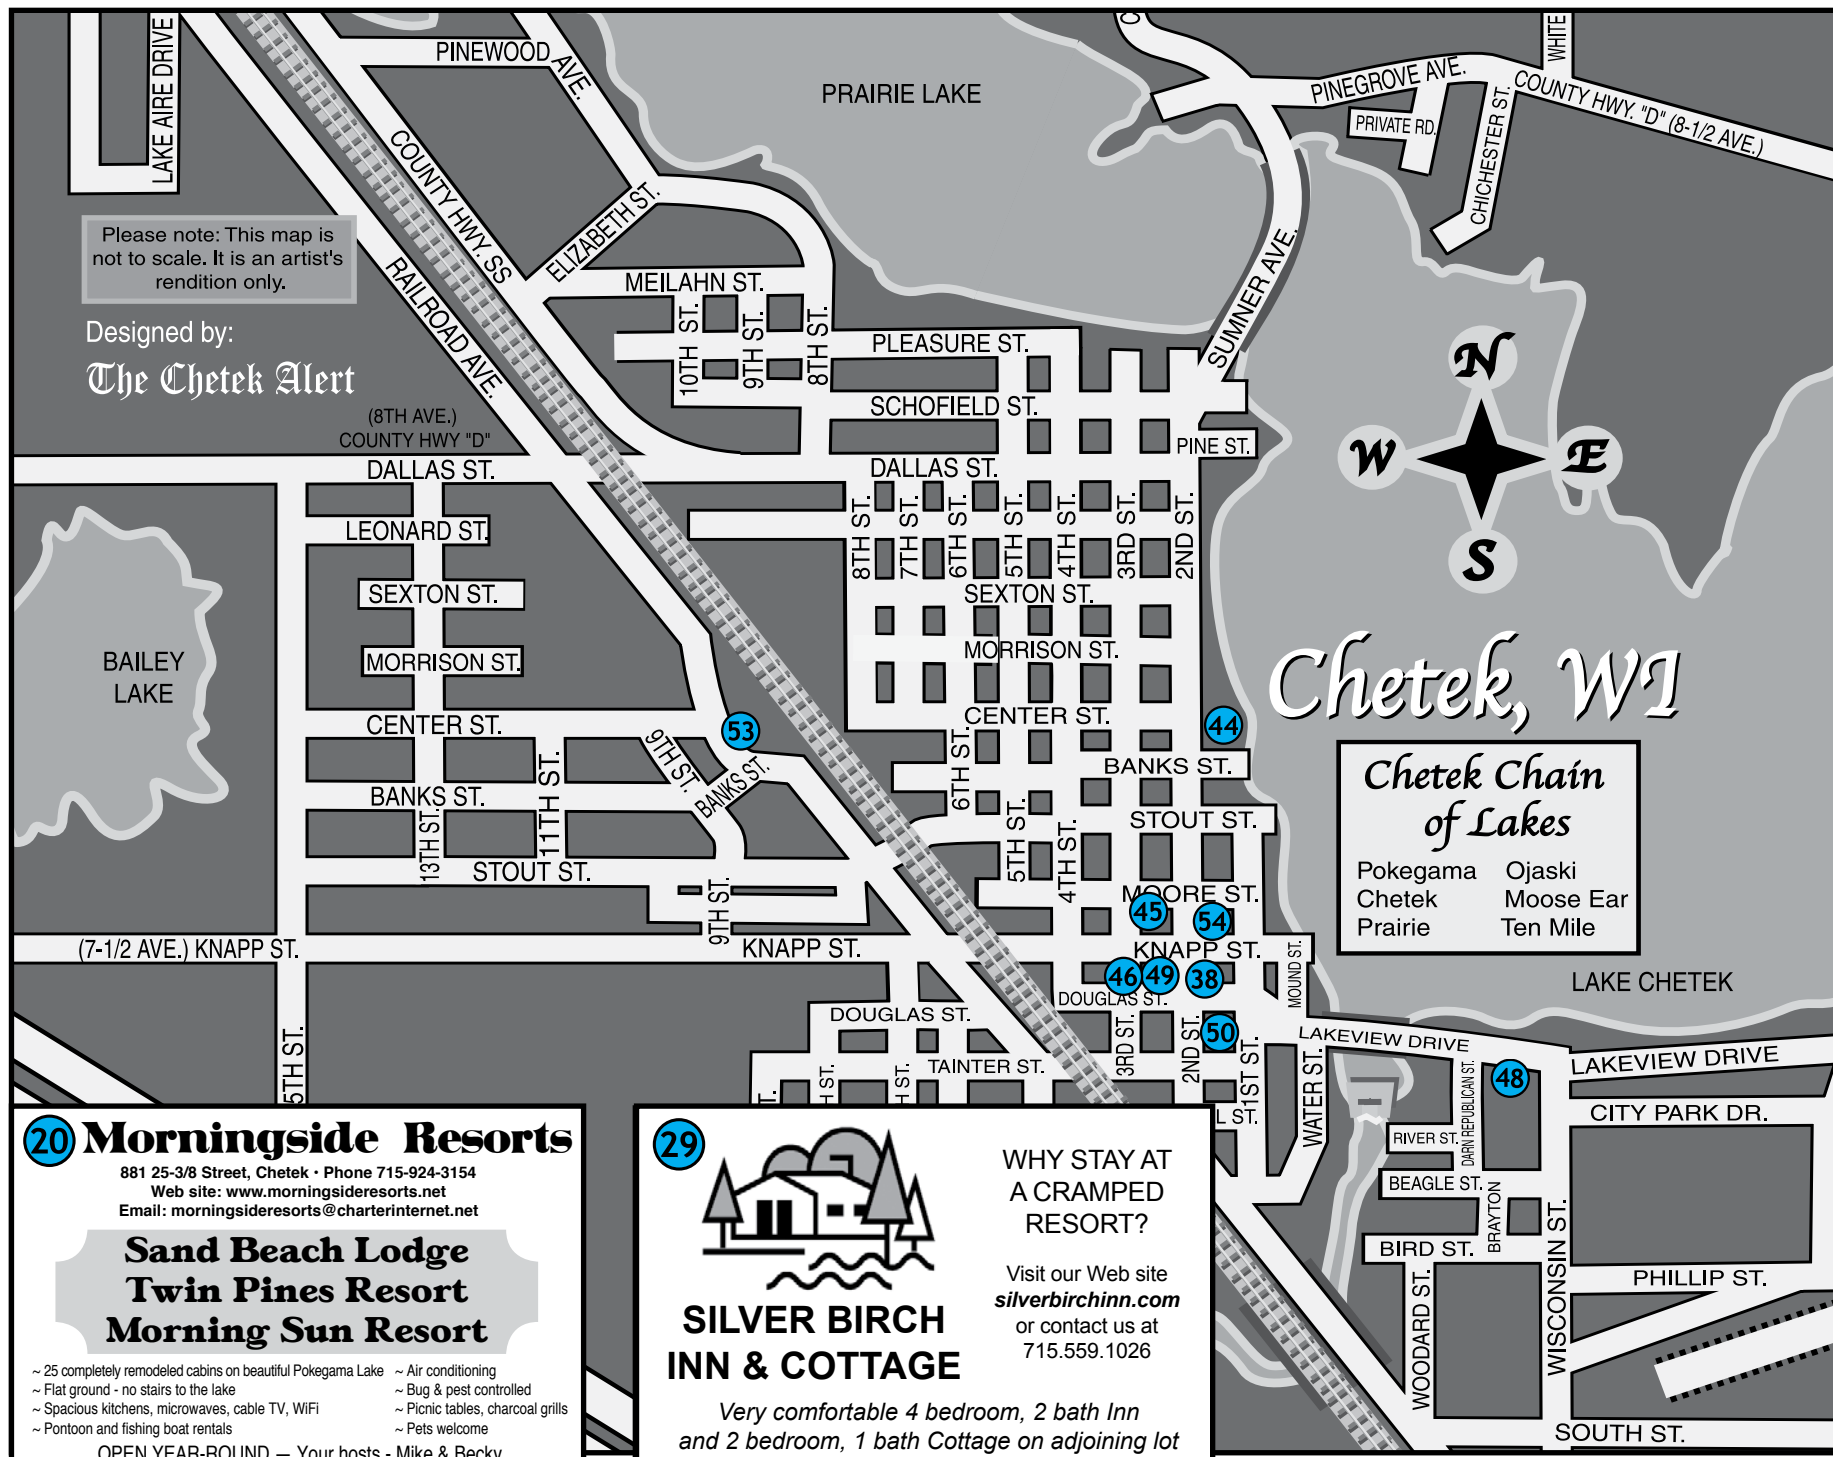 LAKE AIRE DRIVE
PINEWOOD AVE.
PRAIRIE LAKE
PINEGROVE AVE.
WHITE
COUNTY HWY. "D" (8-1/2 AVE.)
PRIVATE RD.
CHICHESTER ST.
COUNTY HWY. SS
ELIZABETH ST.
Please note: This map is
not to scale. It is an artist's
rendition only.
Designed by:
The Chetek Alert
RAILROAD AVE.
MEILAHN ST.
10TH ST.
9TH ST.
8TH ST.
PLEASURE ST.
SUMNER AVE.
SCHOFIELD ST.
(8TH AVE.)
COUNTY HWY "D"
DALLAS ST.
DALLAS ST.
PINE ST.
N
W
E
S
LEONARD ST.
8TH ST.
7TH ST.
6TH ST.
5TH ST.
4TH ST.
3RD ST.
2ND ST.
SEXTON ST.
SEXTON ST.
BAILEY
LAKE
MORRISON ST.
MORRISON ST.
Chetek, WI
CENTER ST.
53
CENTER ST.
44
9TH ST.
BANKS ST.
6TH ST.
BANKS ST.
BANKS ST.
11TH ST.
13TH ST.
STOUT ST.
5TH ST.
4TH ST.
STOUT ST.
Chetek Chain
of Lakes
Pokegama Ojaski
Chetek Moose Ear
Prairie Ten Mile
MOORE ST.
45
54
9TH ST.
(7-1/2 AVE.) KNAPP ST.
KNAPP ST.
KNAPP ST.
46
49
38
MOUND ST.
LAKE CHETEK
DOUGLAS ST.
DOUGLAS ST.
50
LAKEVIEW DRIVE
LAKEVIEW DRIVE
5TH ST.
TAINTER ST.
3RD ST.
2ND ST.
1ST ST.
WATER ST.
48
T.
H ST.
H ST.
L ST.
DARN REPUBLICAN ST.
CITY PARK DR.
RIVER ST.
BEAGLE ST.
BRAYTON
BIRD ST.
WISCONSIN ST.
WOODARD ST.
PHILLIP ST.
SOUTH ST.
20 Morningside Resorts
881 25-3/8 Street, Chetek • Phone 715-924-3154
Web site: www.morningsideresorts.net
Email: morningsideresorts@charterinternet.net
Sand Beach Lodge
Twin Pines Resort
Morning Sun Resort
~ 25 completely remodeled cabins on beautiful Pokegama Lake ~ Air conditioning
~ Flat ground - no stairs to the lake ~ Bug & pest controlled
~ Spacious kitchens, microwaves, cable TV, WiFi ~ Picnic tables, charcoal grills
~ Pontoon and fishing boat rentals ~ Pets welcome
OPEN YEAR-ROUND — Your hosts - Mike & Becky
29
SILVER BIRCH
INN & COTTAGE
WHY STAY AT
A CRAMPED
RESORT?
Visit our Web site
silverbirchinn.com
or contact us at
715.559.1026
Very comfortable 4 bedroom, 2 bath Inn
and 2 bedroom, 1 bath Cottage on adjoining lot